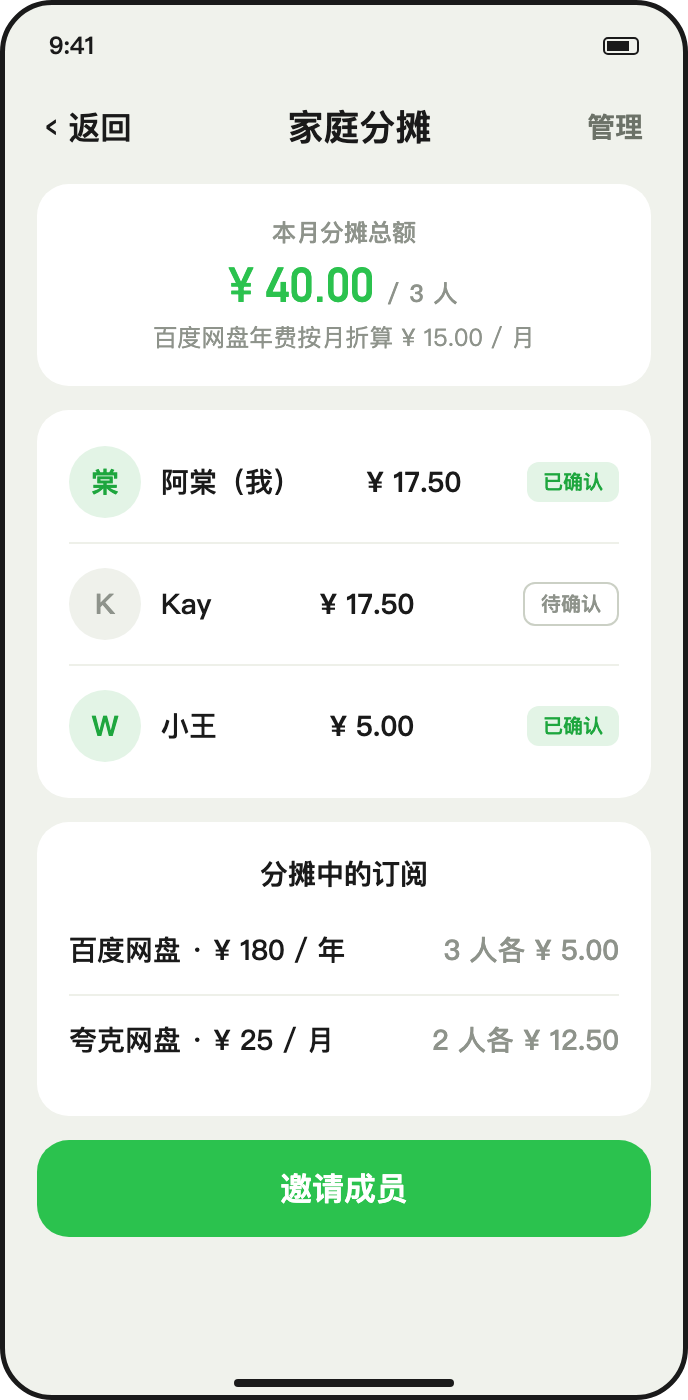 9:41
‹ 返回 家庭分摊 管理
本月分摊总额
¥ 40.00 / 3 人
百度网盘年费按月折算 ¥ 15.00 / 月
棠 阿棠（我） ¥ 17.50 已确认
K Kay ¥ 17.50 待确认
W 小王 ¥ 5.00 已确认
分摊中的订阅
百度网盘 · ¥ 180 / 年 3 人各 ¥ 5.00
夸克网盘 · ¥ 25 / 月 2 人各 ¥ 12.50
邀请成员